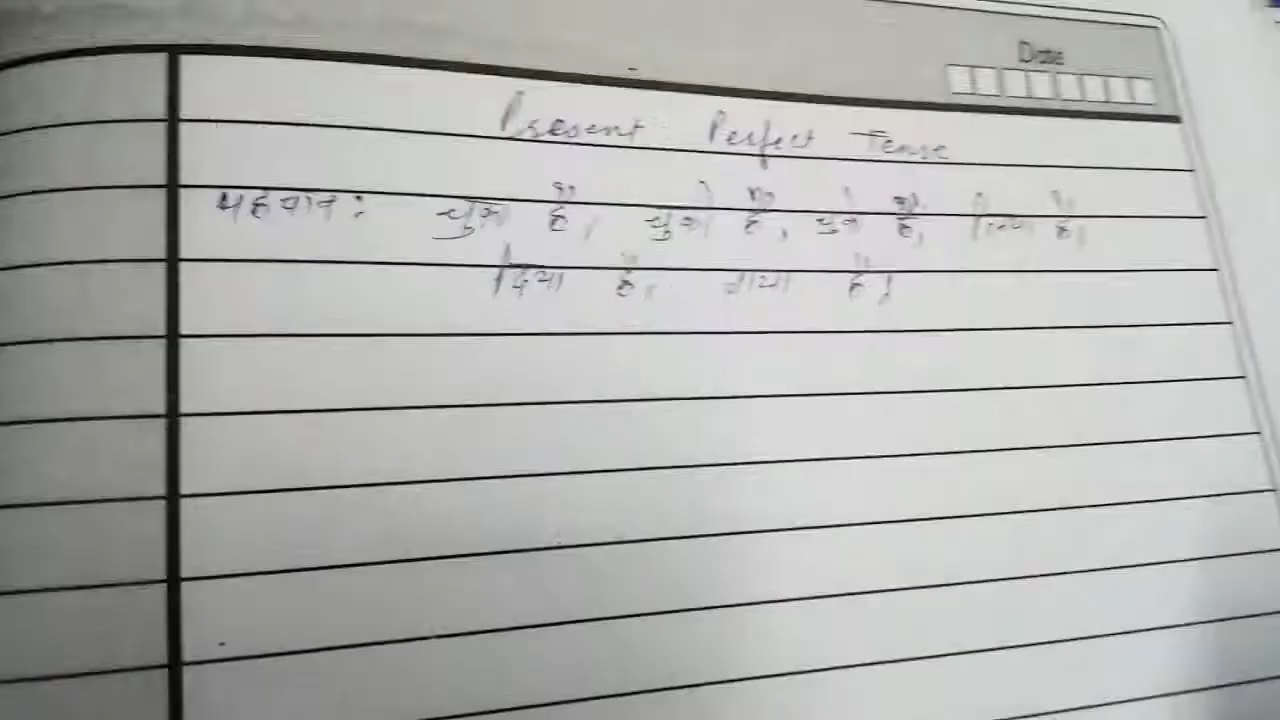 Date
Present Perfect Tense
पहचान: चुका है, चुकी है, चुके हैं, लिया है,
दिया है, गया है।